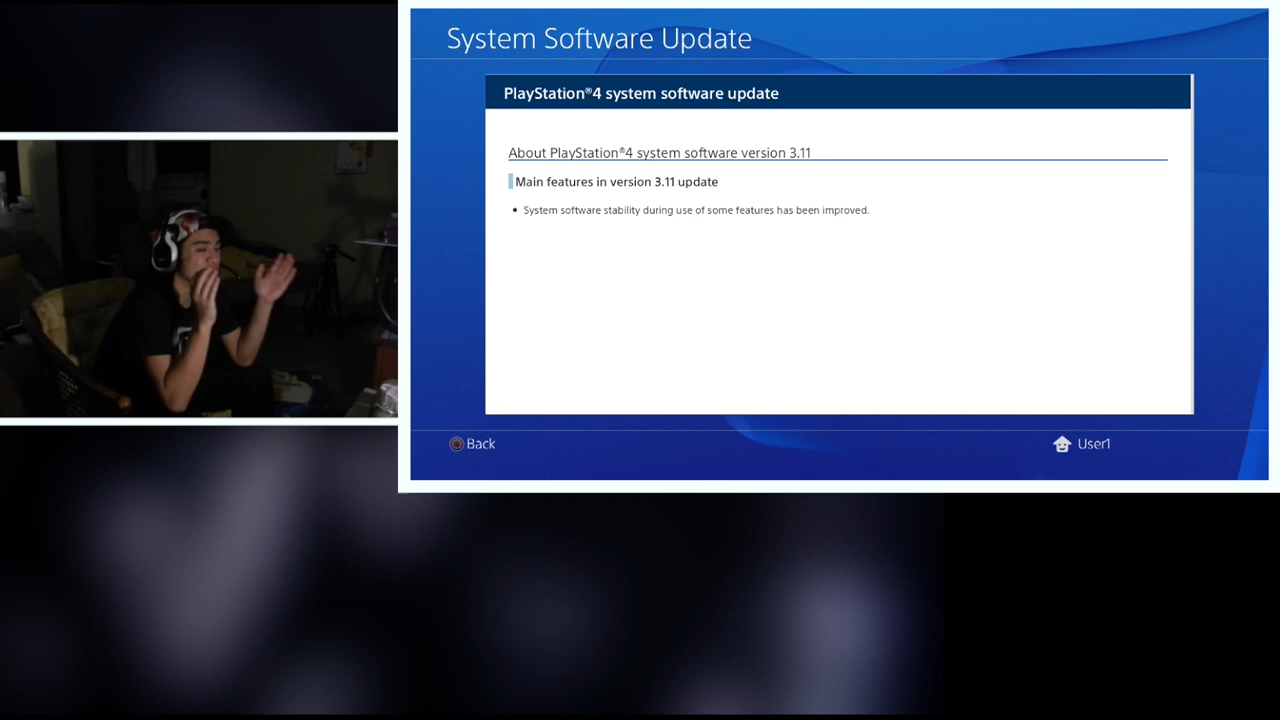 System Software Update
PlayStation®4 system software update
About PlayStation®4 system software version 3.11
Main features in version 3.11 update
• System software stability during use of some features has been improved.
Back
User1